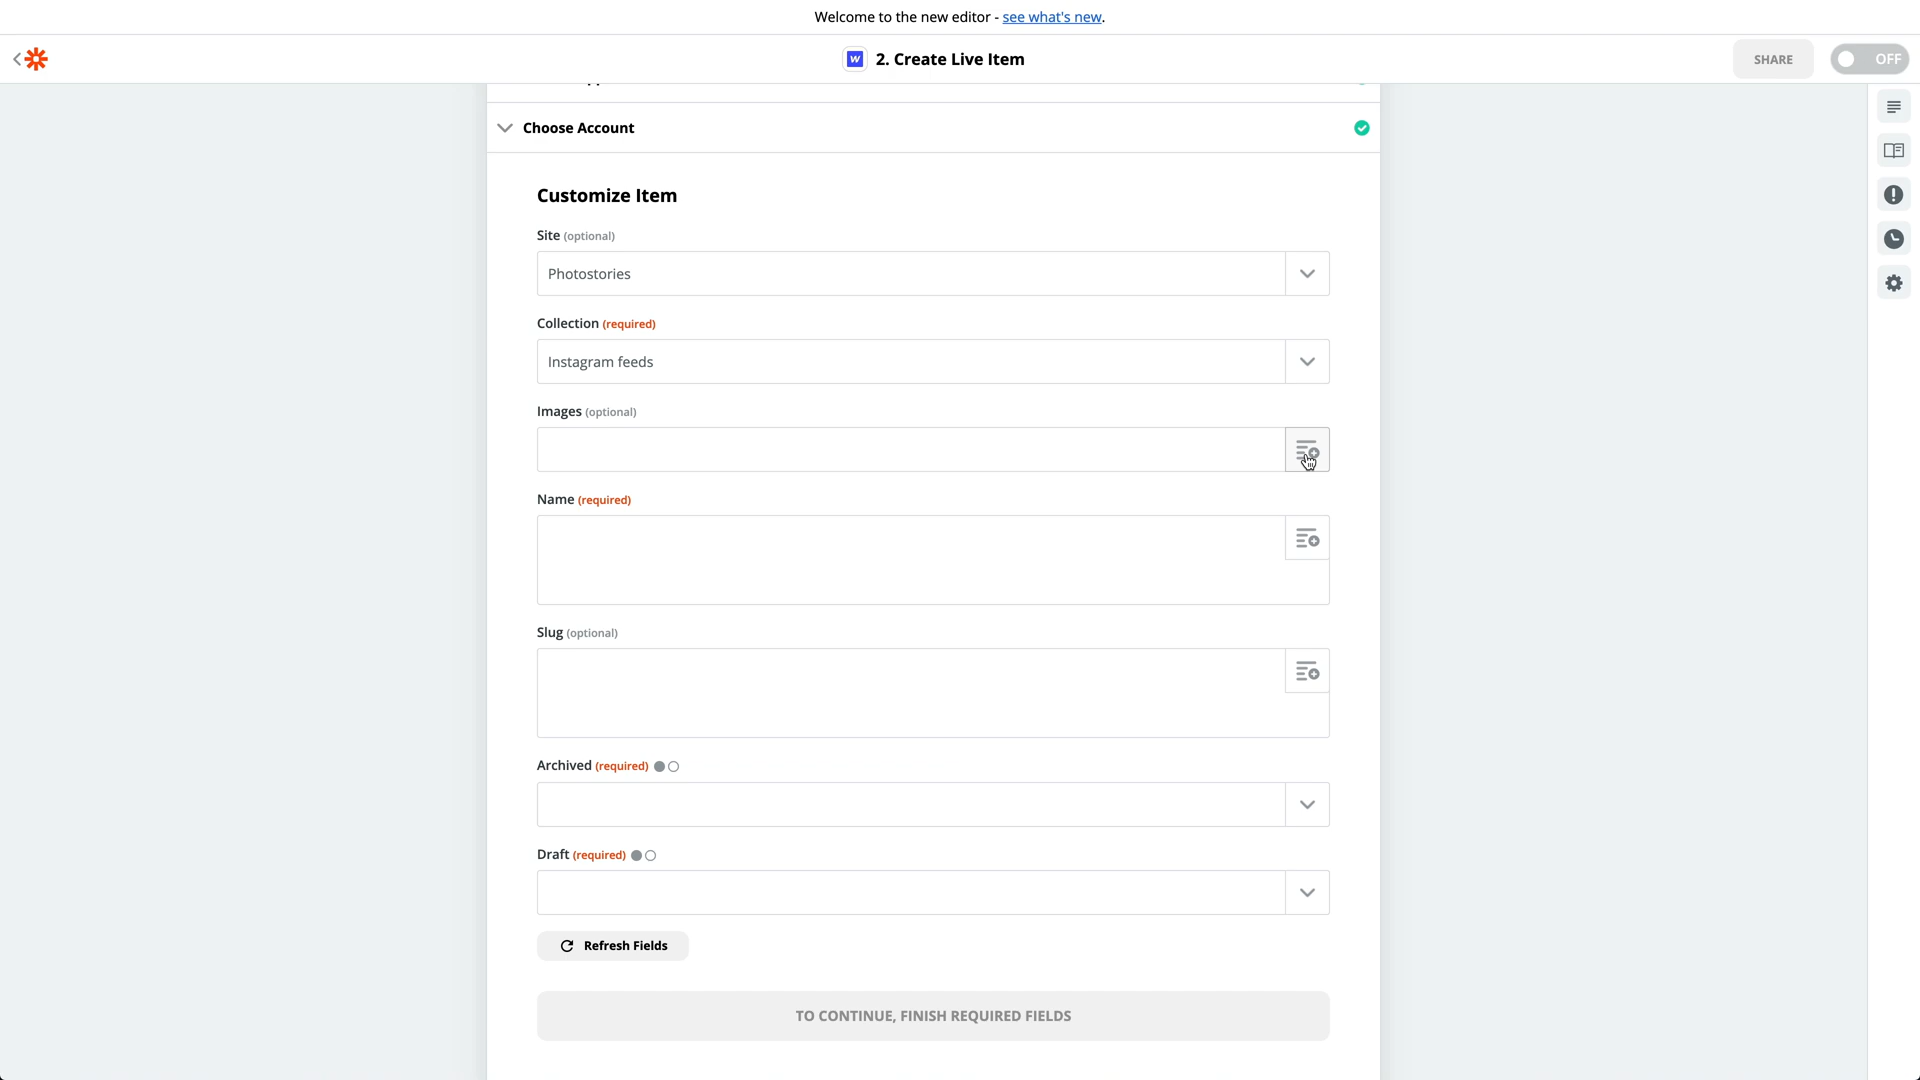 Welcome to the new editor - see what's new.
2. Create Live Item
SHARE
OFF
Choose Account
Customize Item
Site (optional)
Photostories
Collection (required)
Instagram feeds
Images (optional)
Name (required)
Slug (optional)
Archived (required)
Draft (required)
Refresh Fields
TO CONTINUE, FINISH REQUIRED FIELDS